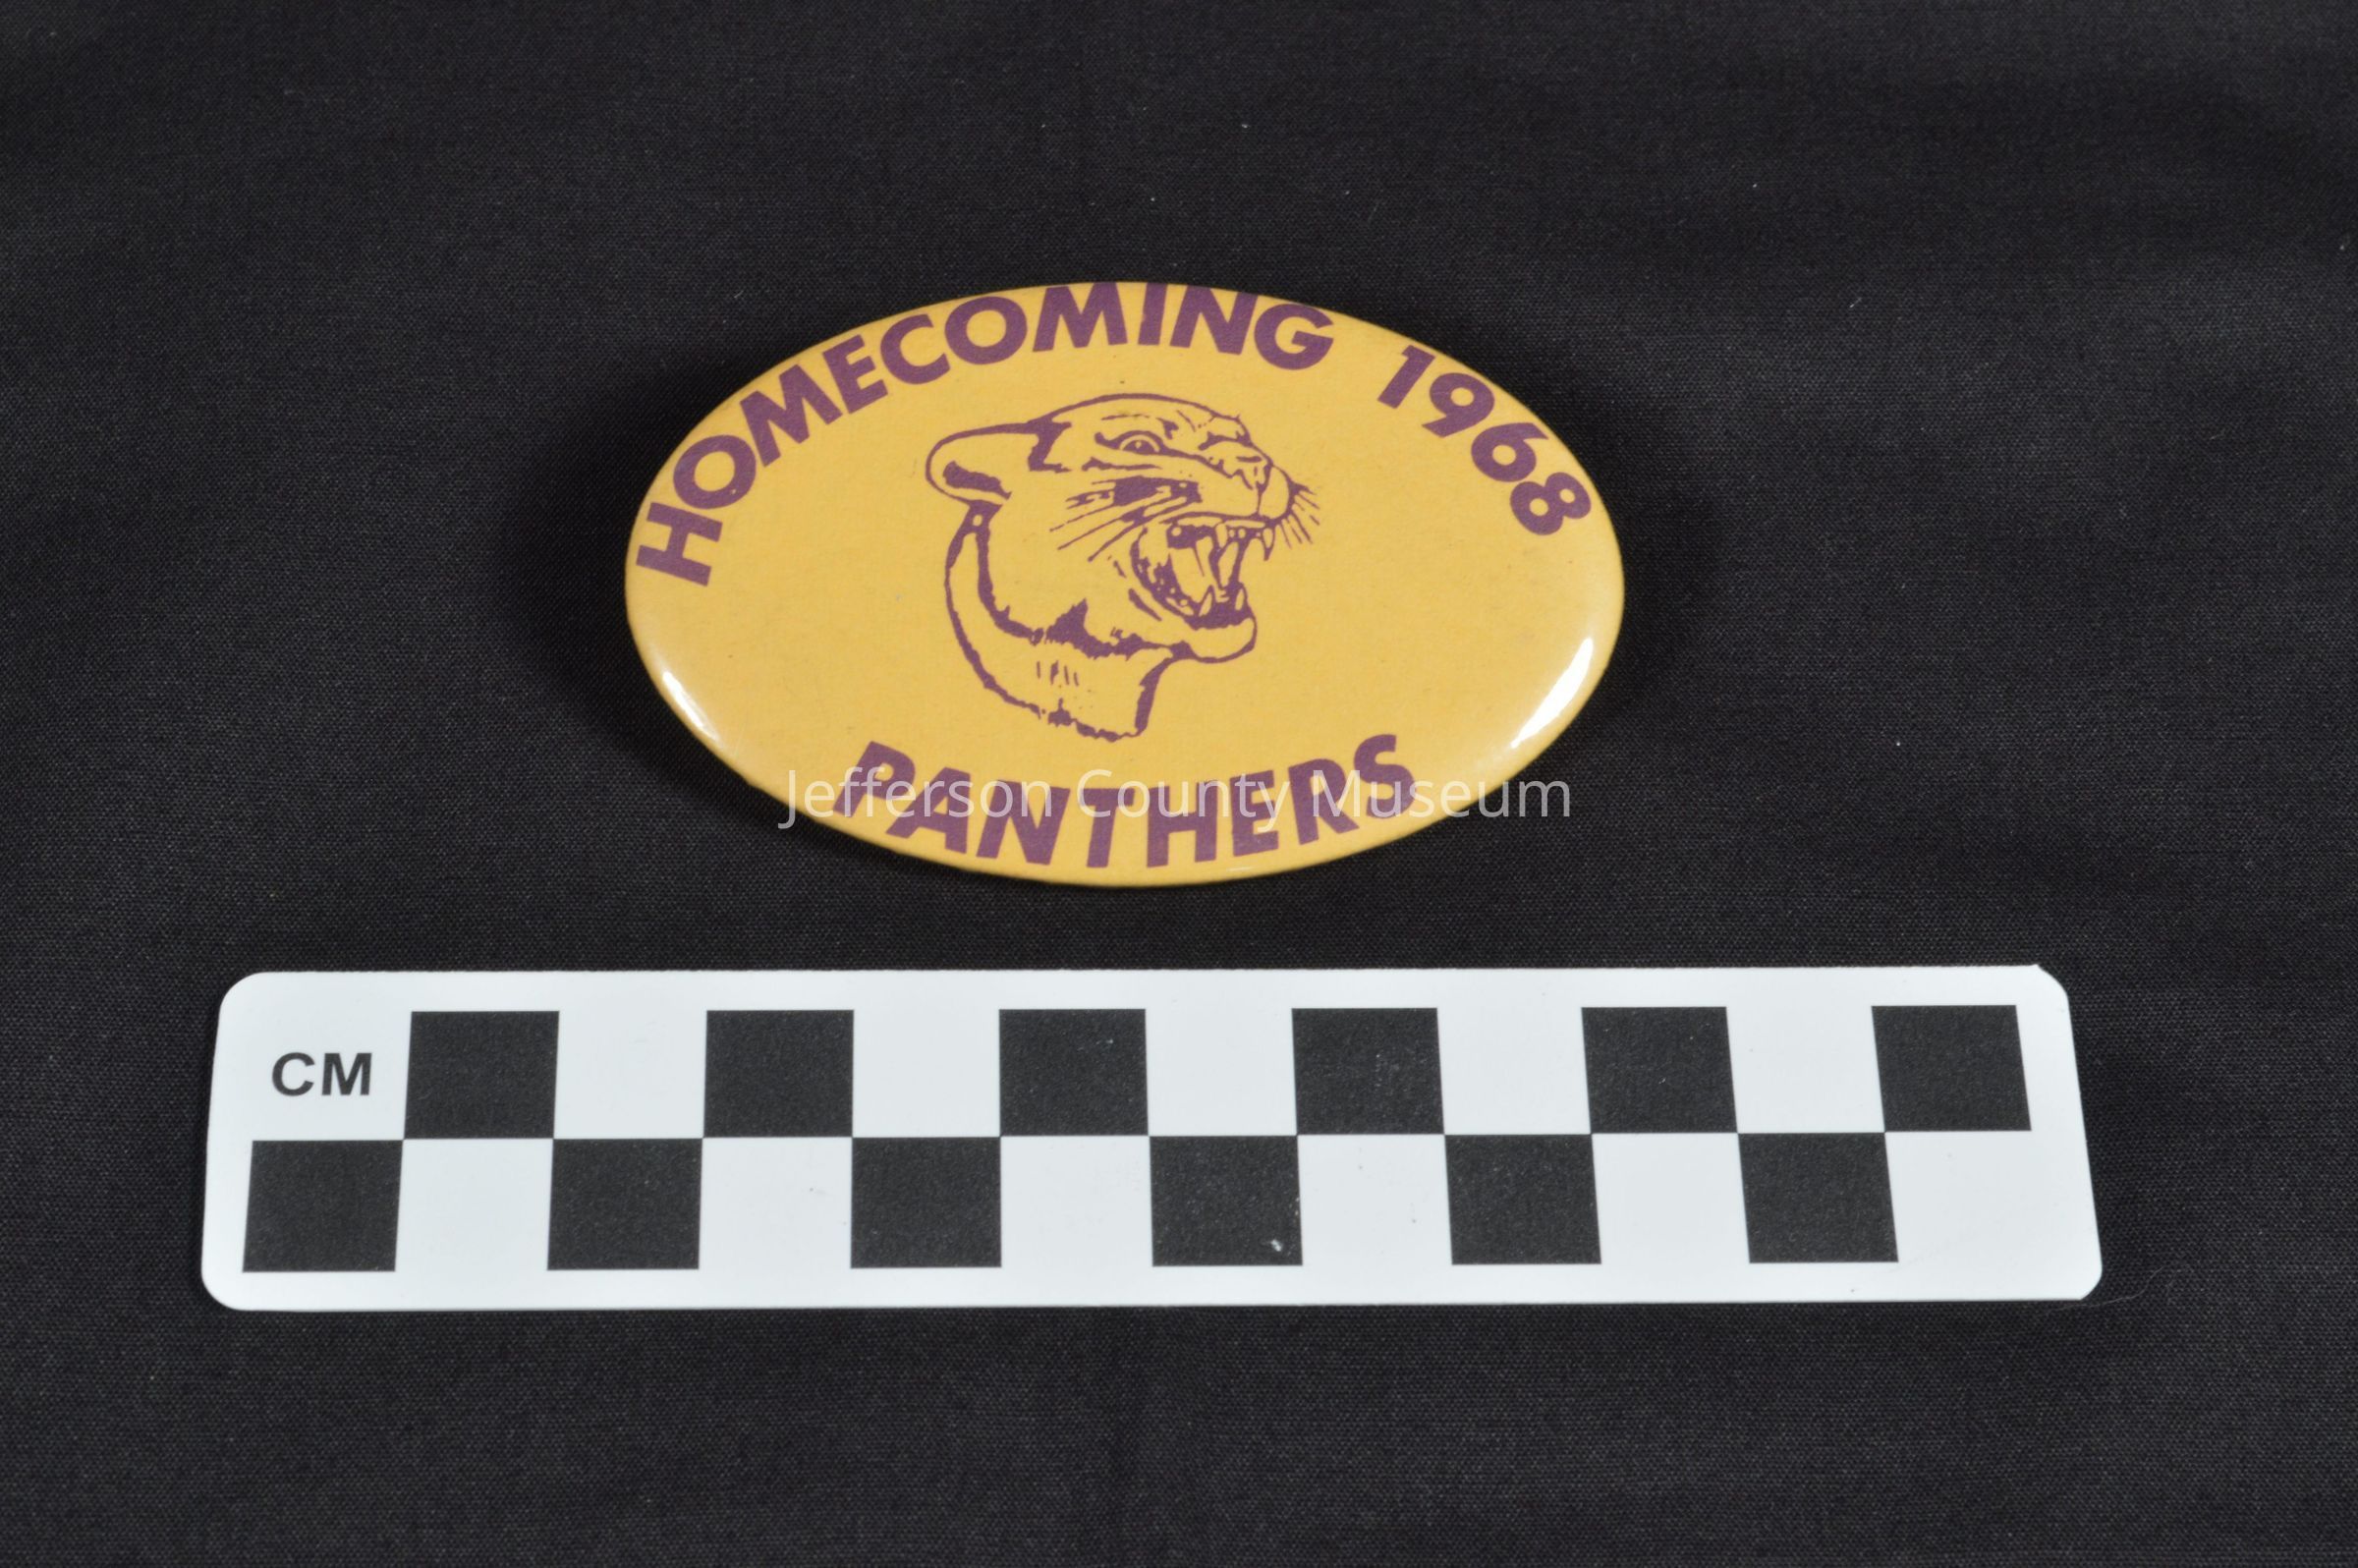 HOMECOMING 1968
PANTHERS
Jefferson County Museum
CM